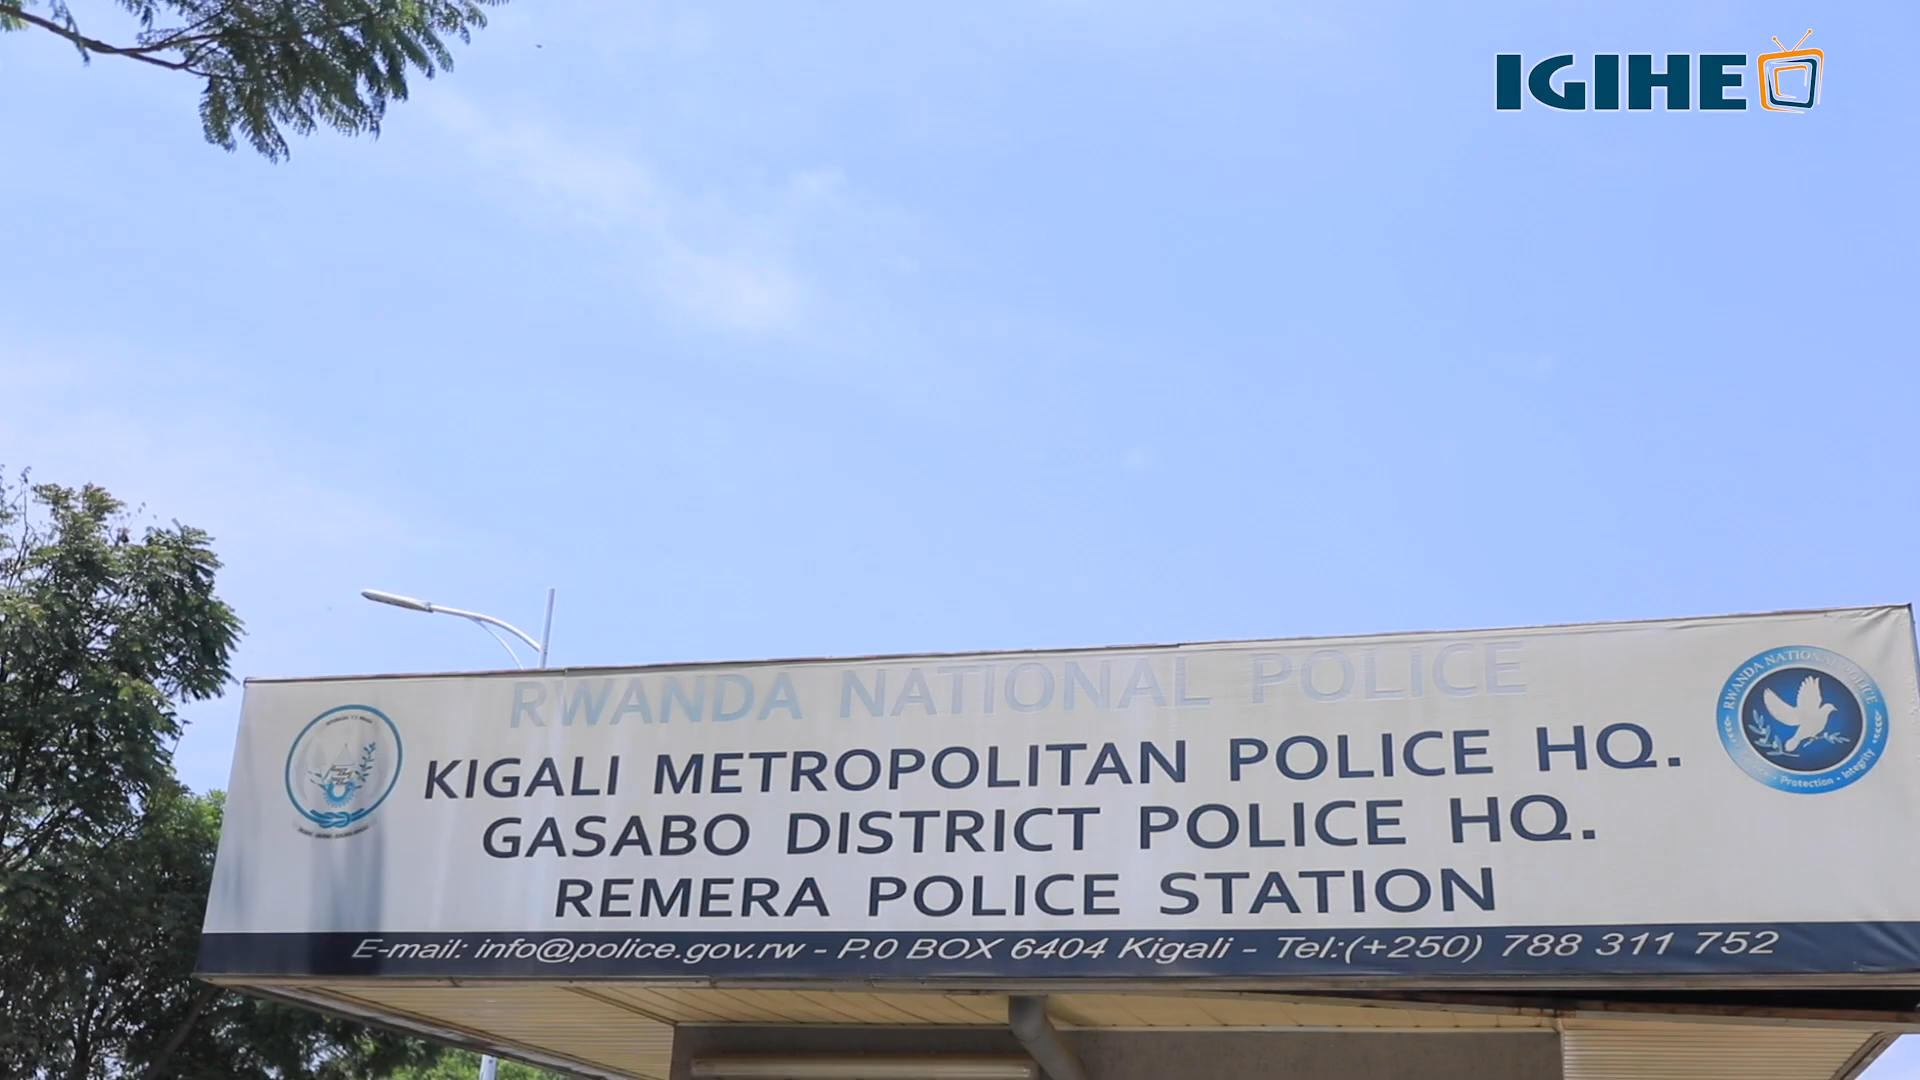 IGIHE
RWANDA NATIONAL POLICE
KIGALI METROPOLITAN POLICE HQ.
GASABO DISTRICT POLICE HQ.
REMERA POLICE STATION
E-mail: info@police.gov.rw - P.O BOX 6404 Kigali - Tel:(+250) 788 311 752
RWANDA NATIONAL POLICE
• Protection • Integrity